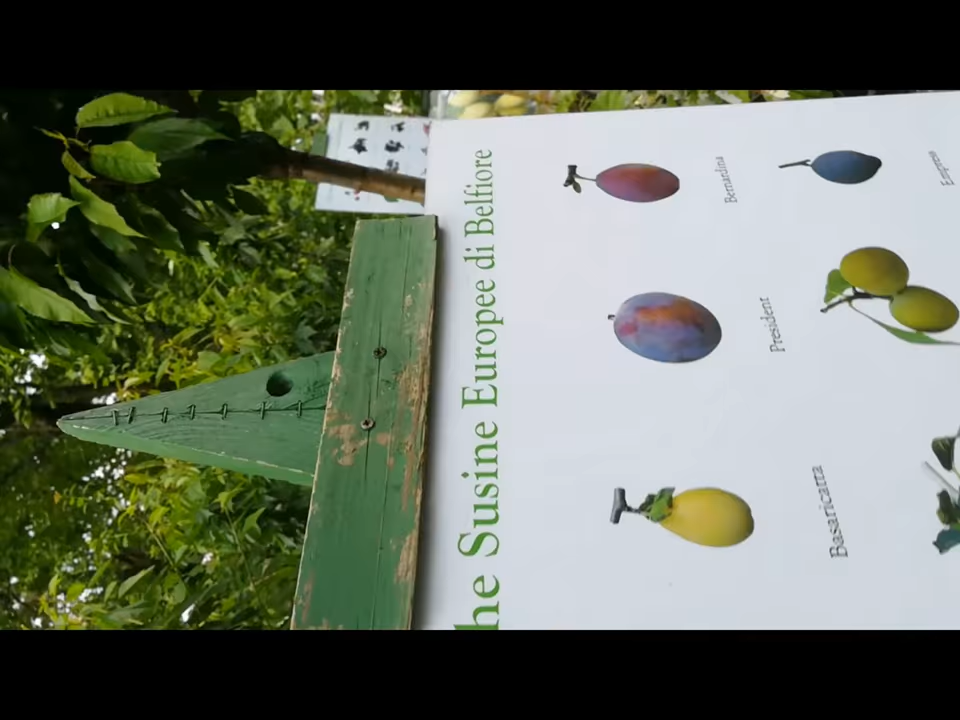 he Susine Europee di Belfiore
Basaricatta President Bernardina
Empress